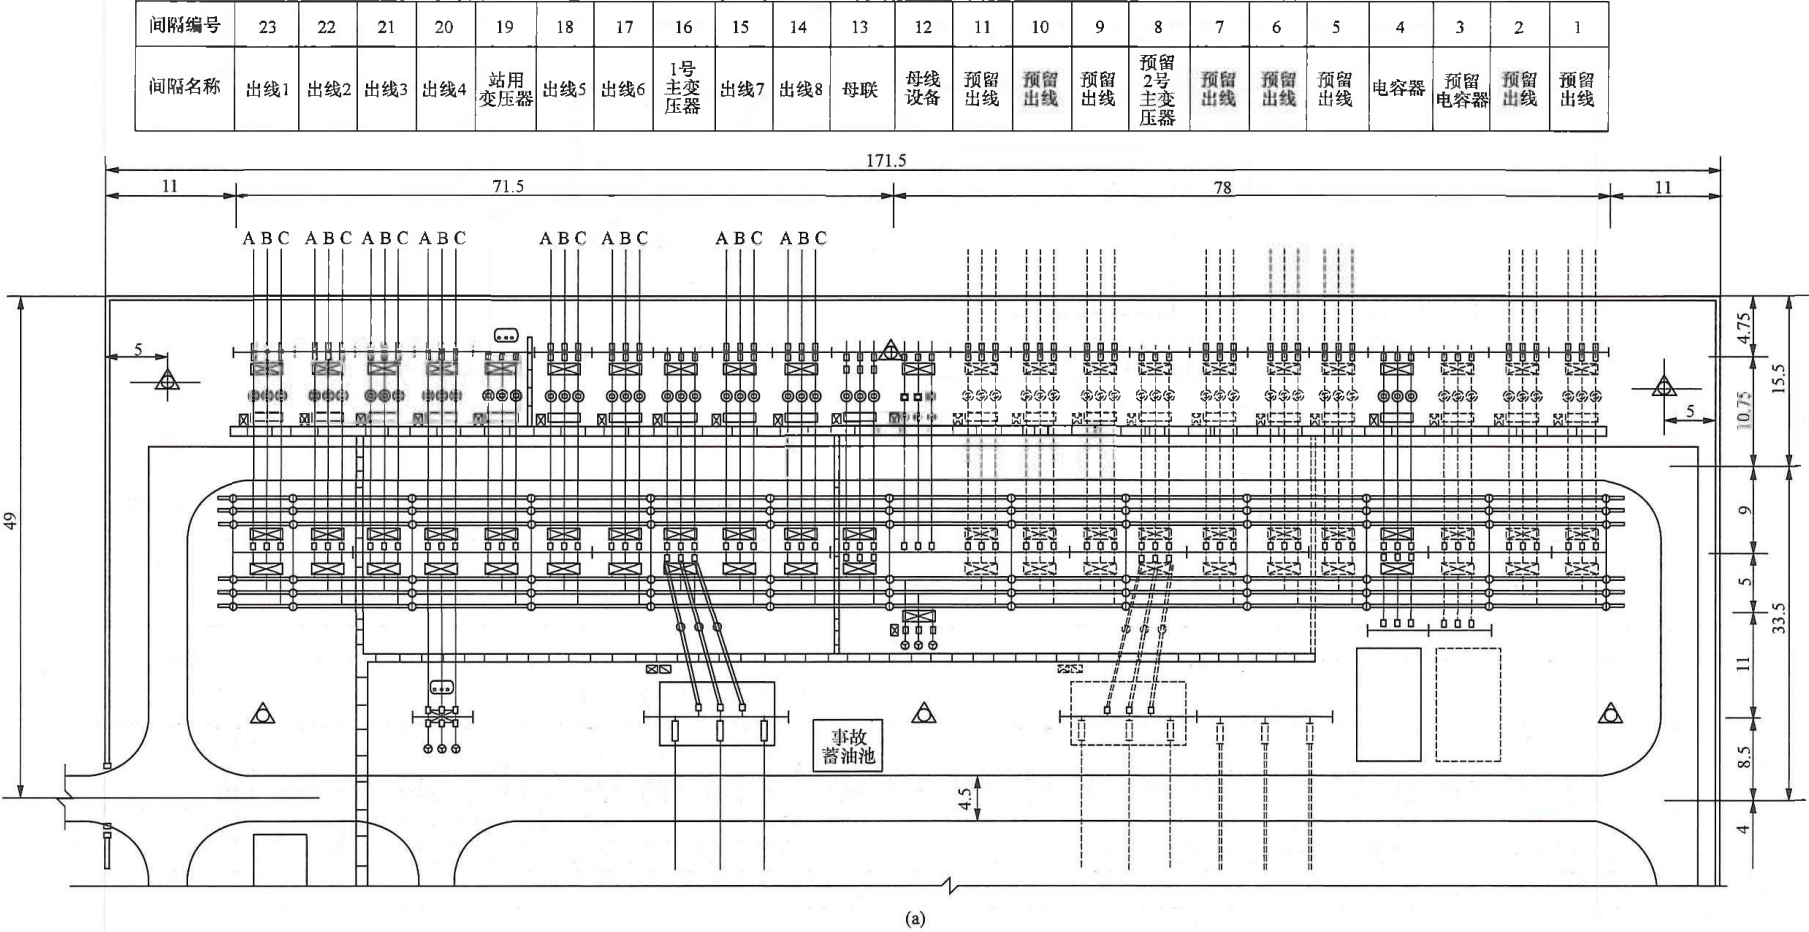 间隔编号 23 22 21 20 19 18 17 16 15 14 13 12 11 10 9 8 7 6 5 4 3 2 1
间隔名称 出线1 出线2 出线3 出线4 站用变压器 出线5 出线6 1号主变压器 出线7 出线8 母联 母线设备 预留出线 预留出线 预留出线 预留2号主变压器 预留出线 预留出线 预留出线 电容器 预留电容器 预留出线 预留出线
171.5
11 71.5 78 11
A B C A B C A B C A B C A B C A B C A B C A B C
4.75
5
15.5
10.75
5
49
9
5
33.5
11
事故
蓄油池
8.5
4.5
4
(a)